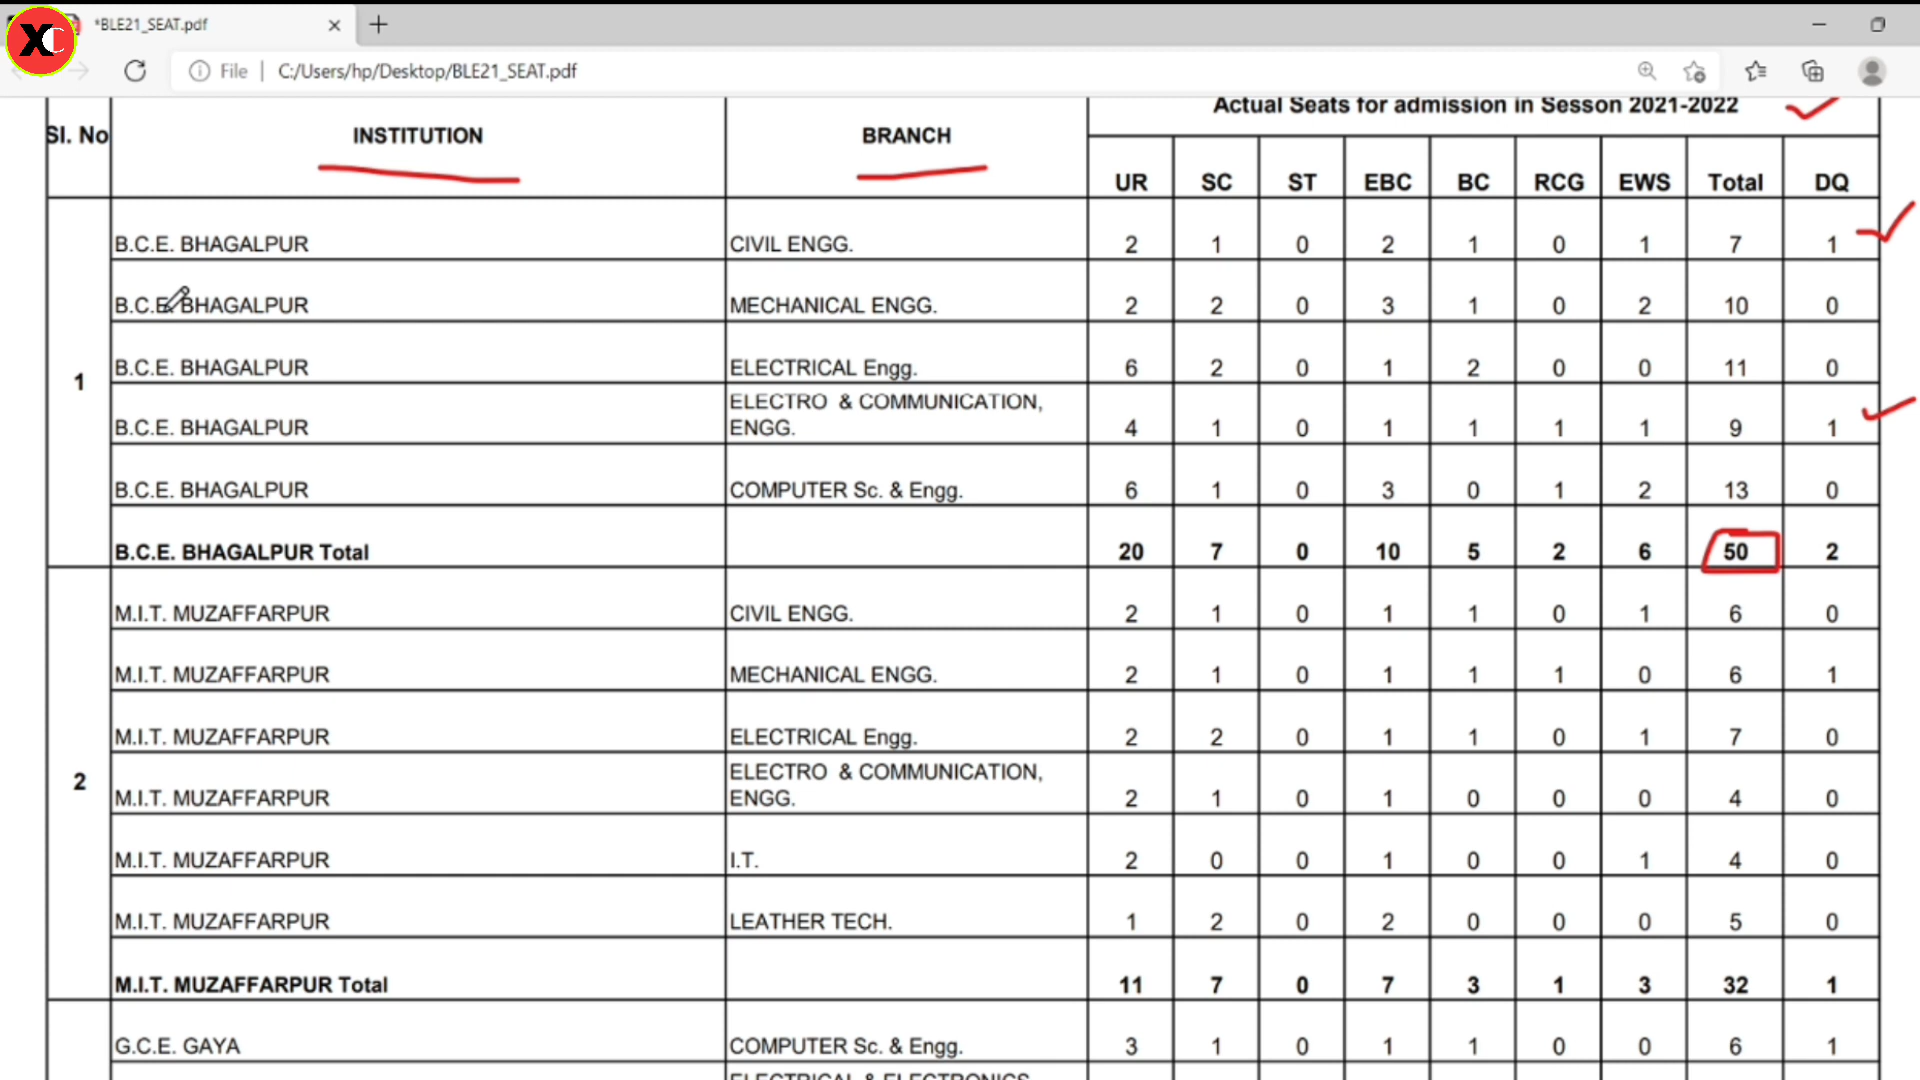 XC
*BLE21_SEAT.pdf
File | C:/Users/hp/Desktop/BLE21_SEAT.pdf
Actual Seats for admission in Sesson 2021-2022
Sl. No INSTITUTION BRANCH
UR SC ST EBC BC RCG EWS Total DQ
B.C.E. BHAGALPUR CIVIL ENGG. 2 1 0 2 1 0 1 7 1
B.C.E. BHAGALPUR MECHANICAL ENGG. 2 2 0 3 1 0 2 10 0
1
B.C.E. BHAGALPUR ELECTRICAL Engg. 6 2 0 1 2 0 0 11 0
ELECTRO & COMMUNICATION,
B.C.E. BHAGALPUR ENGG. 4 1 0 1 1 1 1 9 1
B.C.E. BHAGALPUR COMPUTER Sc. & Engg. 6 1 0 3 0 1 2 13 0
B.C.E. BHAGALPUR Total 20 7 0 10 5 2 6 50 2
M.I.T. MUZAFFARPUR CIVIL ENGG. 2 1 0 1 1 0 1 6 0
M.I.T. MUZAFFARPUR MECHANICAL ENGG. 2 1 0 1 1 1 0 6 1
M.I.T. MUZAFFARPUR ELECTRICAL Engg. 2 2 0 1 1 0 1 7 0
2
ELECTRO & COMMUNICATION,
M.I.T. MUZAFFARPUR ENGG. 2 1 0 1 0 0 0 4 0
M.I.T. MUZAFFARPUR I.T. 2 0 0 1 0 0 1 4 0
M.I.T. MUZAFFARPUR LEATHER TECH. 1 2 0 2 0 0 0 5 0
M.I.T. MUZAFFARPUR Total 11 7 0 7 3 1 3 32 1
G.C.E. GAYA COMPUTER Sc. & Engg. 3 1 0 1 1 0 0 6 1
ELECTRICAL & ELECTRONICS